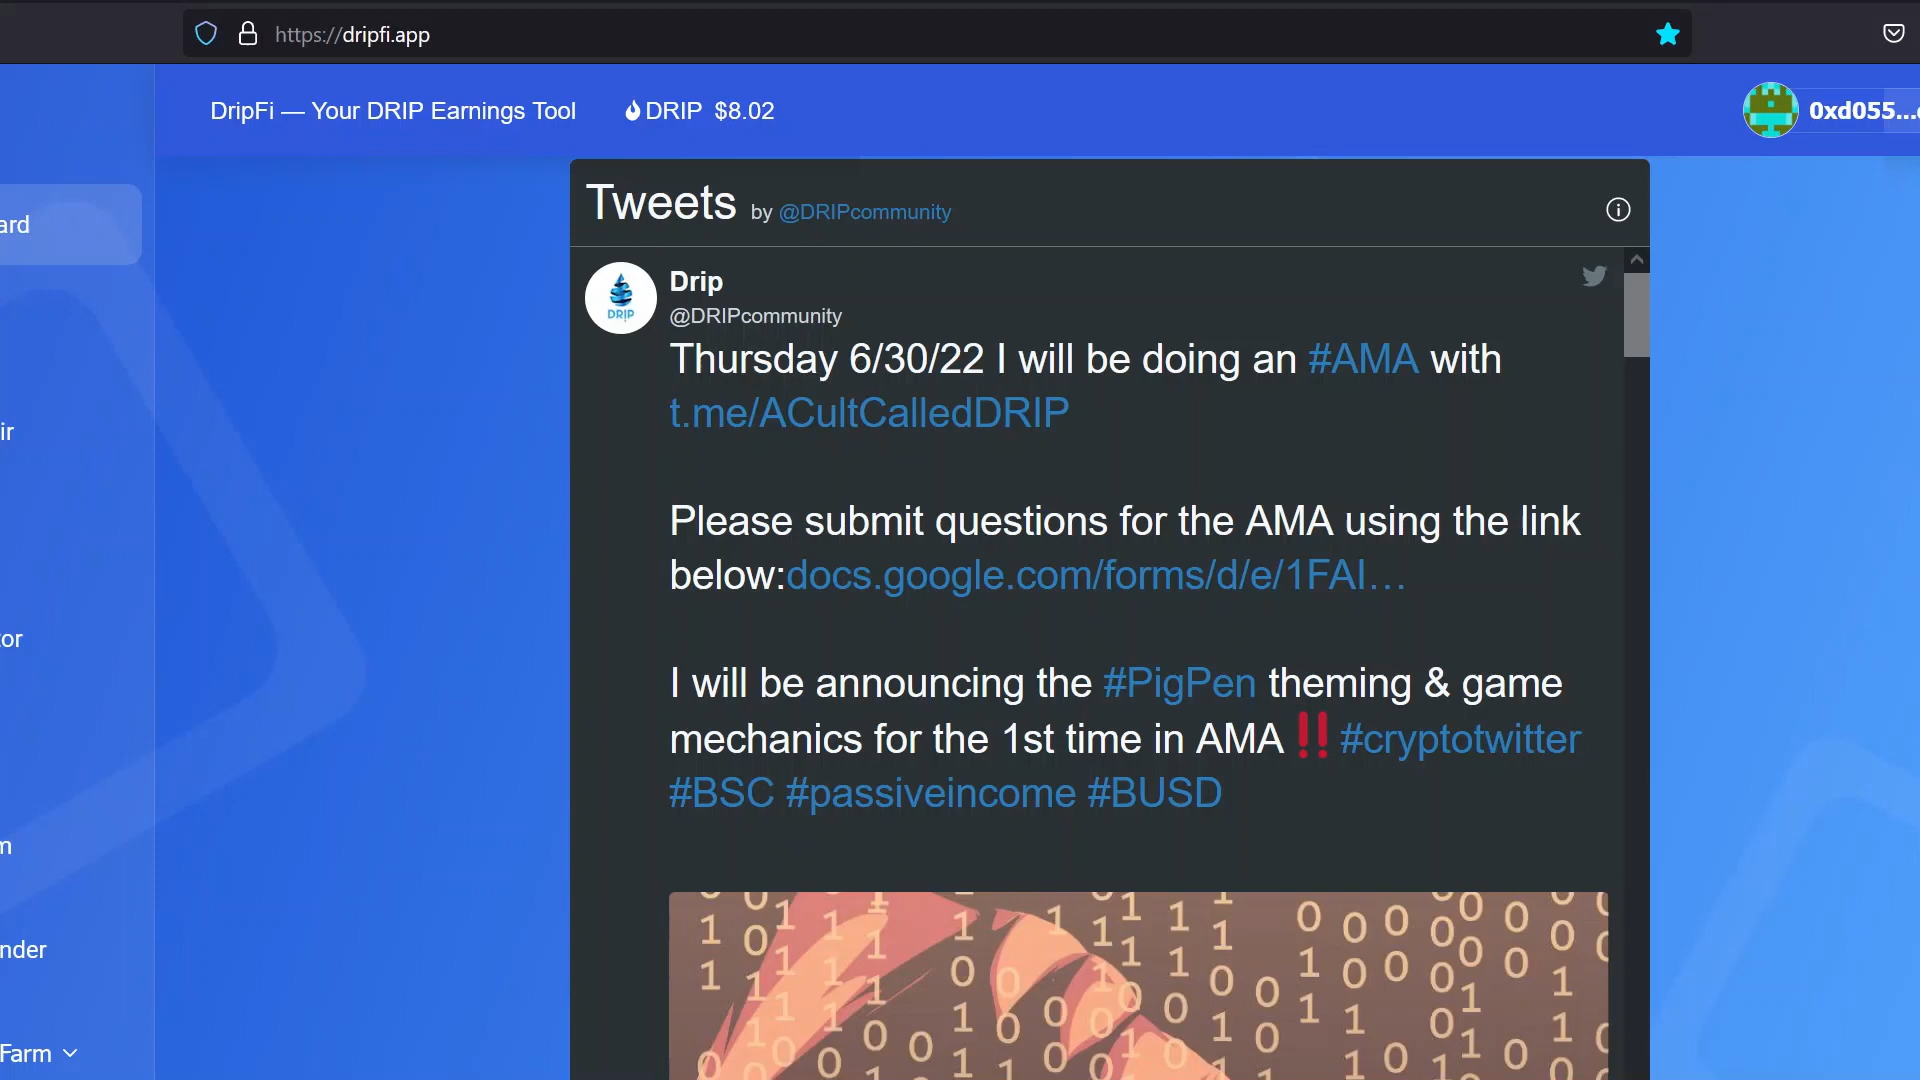 https://dripfi.app
DripFi — Your DRIP Earnings Tool DRIP $8.02
0xd055...
Tweets by @DRIPcommunity
ard
ir
tor
m
nder
Farm
DRIP
Drip
@DRIPcommunity
Thursday 6/30/22 I will be doing an #AMA with
t.me/ACultCalledDRIP
Please submit questions for the AMA using the link
below:docs.google.com/forms/d/e/1FAI…
I will be announcing the #PigPen theming & game
mechanics for the 1st time in AMA‼️#cryptotwitter
#BSC #passiveincome #BUSD